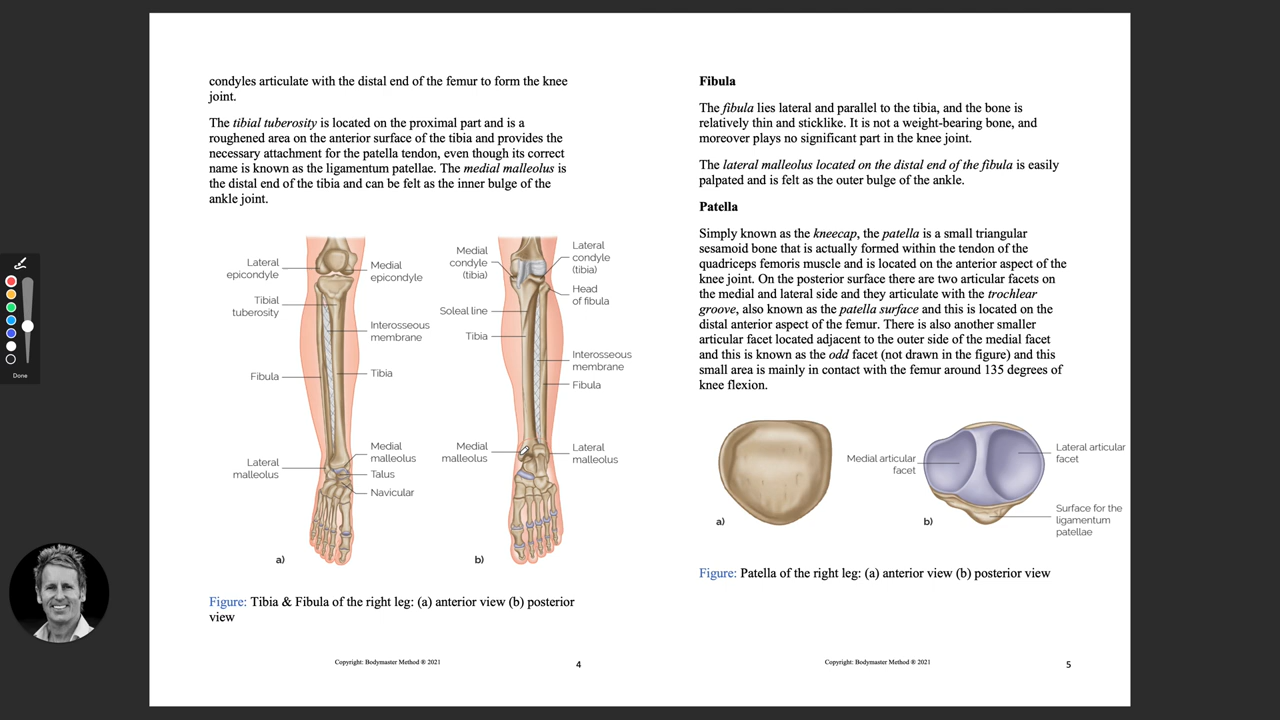 condyles articulate with the distal end of the femur to form the knee
joint.
The tibial tuberosity is located on the proximal part and is a
roughened area on the anterior surface of the tibia and provides the
necessary attachment for the patella tendon, even though its correct
name is known as the ligamentum patellae. The medial malleolus is
the distal end of the tibia and can be felt as the inner bulge of the
ankle joint.
Lateral
epicondyle
Medial
epicondyle
Tibial
tuberosity
Interosseous
membrane
Fibula
Tibia
Lateral
malleolus
Medial
malleolus
Talus
Navicular
a)
Medial
condyle
(tibia)
Lateral
condyle
(tibia)
Head
of fibula
Soleal line
Tibia
Interosseous
membrane
Fibula
Medial
malleolus
Lateral
malleolus
b)
Figure: Tibia & Fibula of the right leg: (a) anterior view (b) posterior
view
Copyright: Bodymaster Method ® 2021
4
Fibula
The fibula lies lateral and parallel to the tibia, and the bone is
relatively thin and sticklike. It is not a weight-bearing bone, and
moreover plays no significant part in the knee joint.
The lateral malleolus located on the distal end of the fibula is easily
palpated and is felt as the outer bulge of the ankle.
Patella
Simply known as the kneecap, the patella is a small triangular
sesamoid bone that is actually formed within the tendon of the
quadriceps femoris muscle and is located on the anterior aspect of the
knee joint. On the posterior surface there are two articular facets on
the medial and lateral side and they articulate with the trochlear
groove, also known as the patella surface and this is located on the
distal anterior aspect of the femur. There is also another smaller
articular facet located adjacent to the outer side of the medial facet
and this is known as the odd facet (not drawn in the figure) and this
small area is mainly in contact with the femur around 135 degrees of
knee flexion.
a)
Medial articular
facet
Lateral articular
facet
b)
Surface for the
ligamentum
patellae
Figure: Patella of the right leg: (a) anterior view (b) posterior view
Copyright: Bodymaster Method ® 2021
5
Done